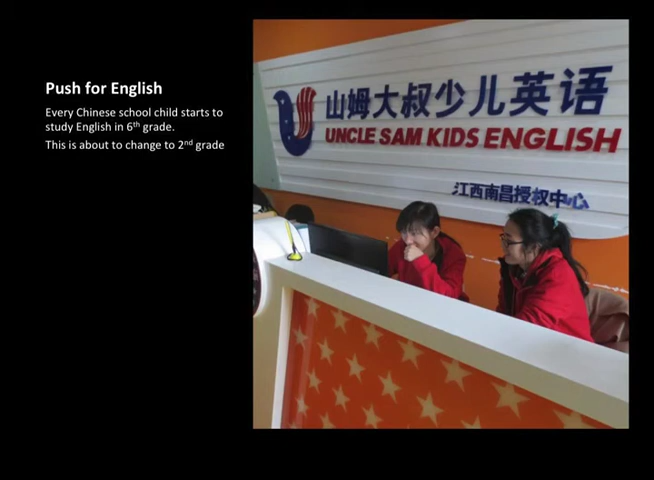 Push for English
Every Chinese school child starts to
study English in 6th grade.
This is about to change to 2nd grade
山姆大叔少儿英语
UNCLE SAM KIDS ENGLISH
江西南昌授权中心